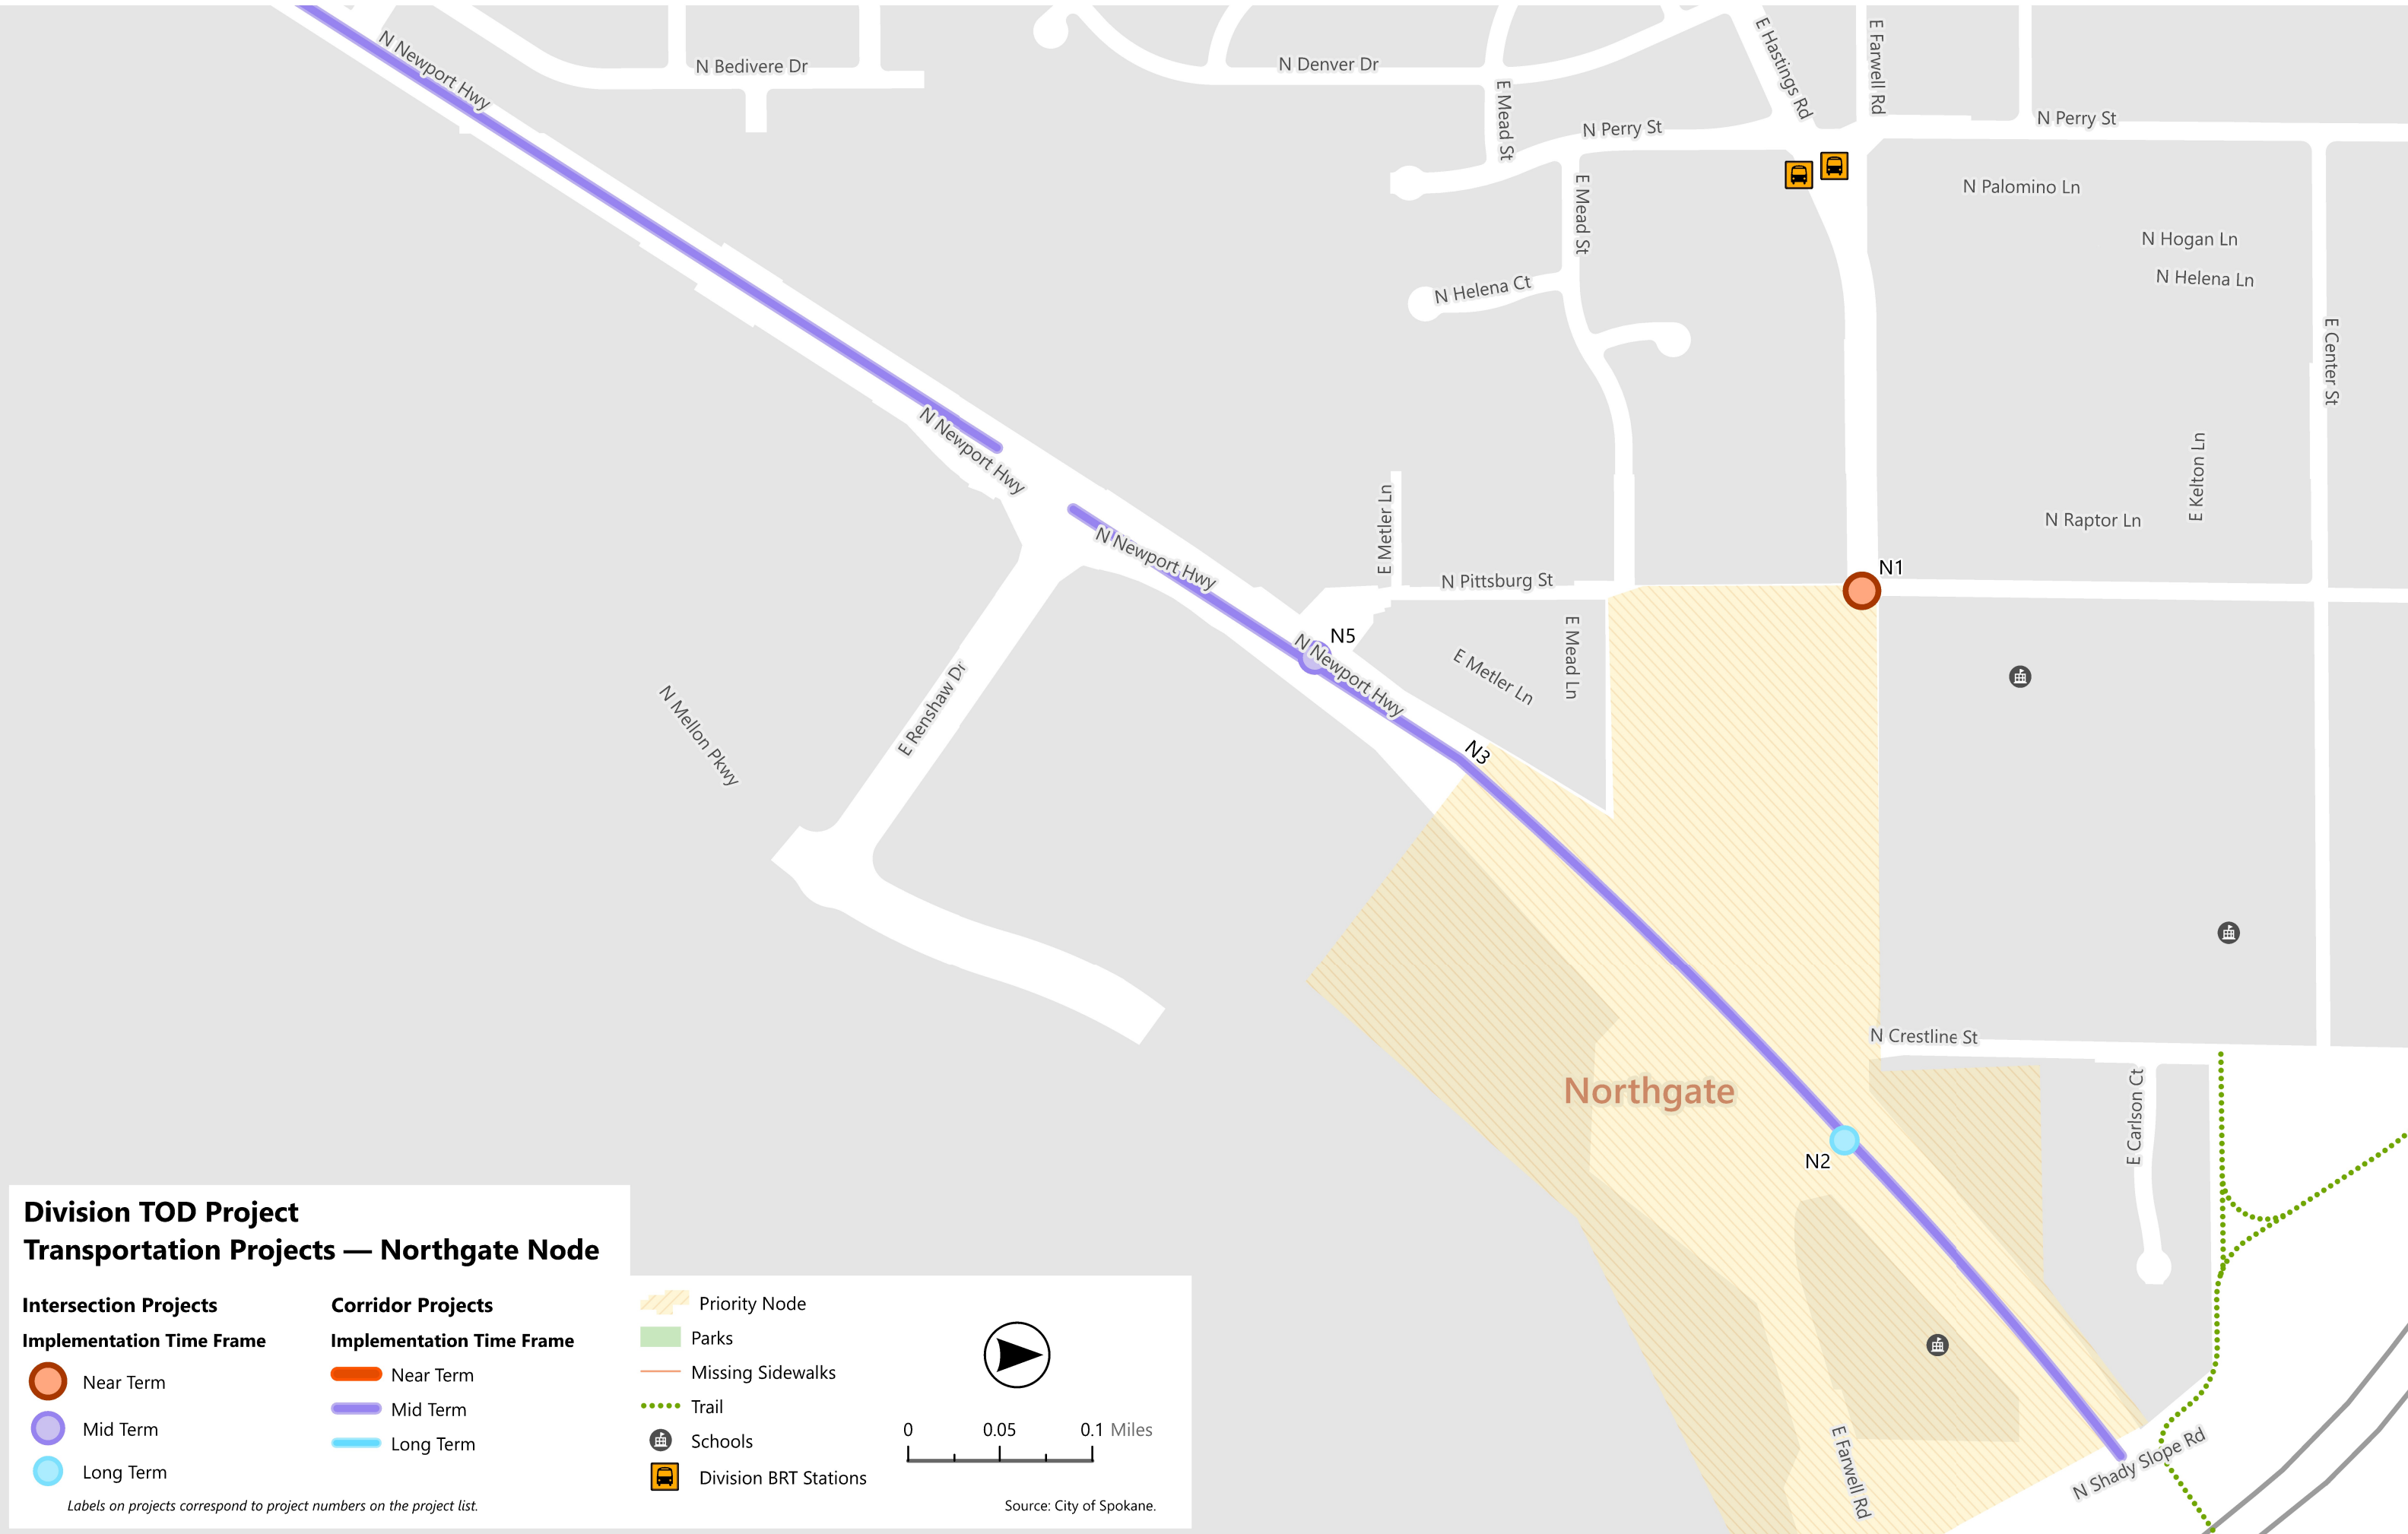 N Newport Hwy
N Bedivere Dr
N Denver Dr
E Mead St
E Hastings Rd
E Farwell Rd
N Perry St
N Perry St
E Mead St
N Palomino Ln
N Hogan Ln
N Helena Ln
N Helena Ct
E Center St
N Newport Hwy
E Metler Ln
E Kelton Ln
N Raptor Ln
N Newport Hwy
N Pittsburg St
N1
N5
N Newport Hwy
E Metler Ln
E Mead Ln
E Renshaw Dr
N Mellon Pkwy
N3
N Crestline St
Northgate
E Carlson Ct
N2
E Farwell Rd
N Shady Slope Rd
Division TOD Project
Transportation Projects — Northgate Node
Intersection Projects
Implementation Time Frame
Near Term
Mid Term
Long Term
Corridor Projects
Implementation Time Frame
Near Term
Mid Term
Long Term
Labels on projects correspond to project numbers on the project list.
Priority Node
Parks
Missing Sidewalks
Trail
Schools
Division BRT Stations
0 0.05 0.1 Miles
Source: City of Spokane.